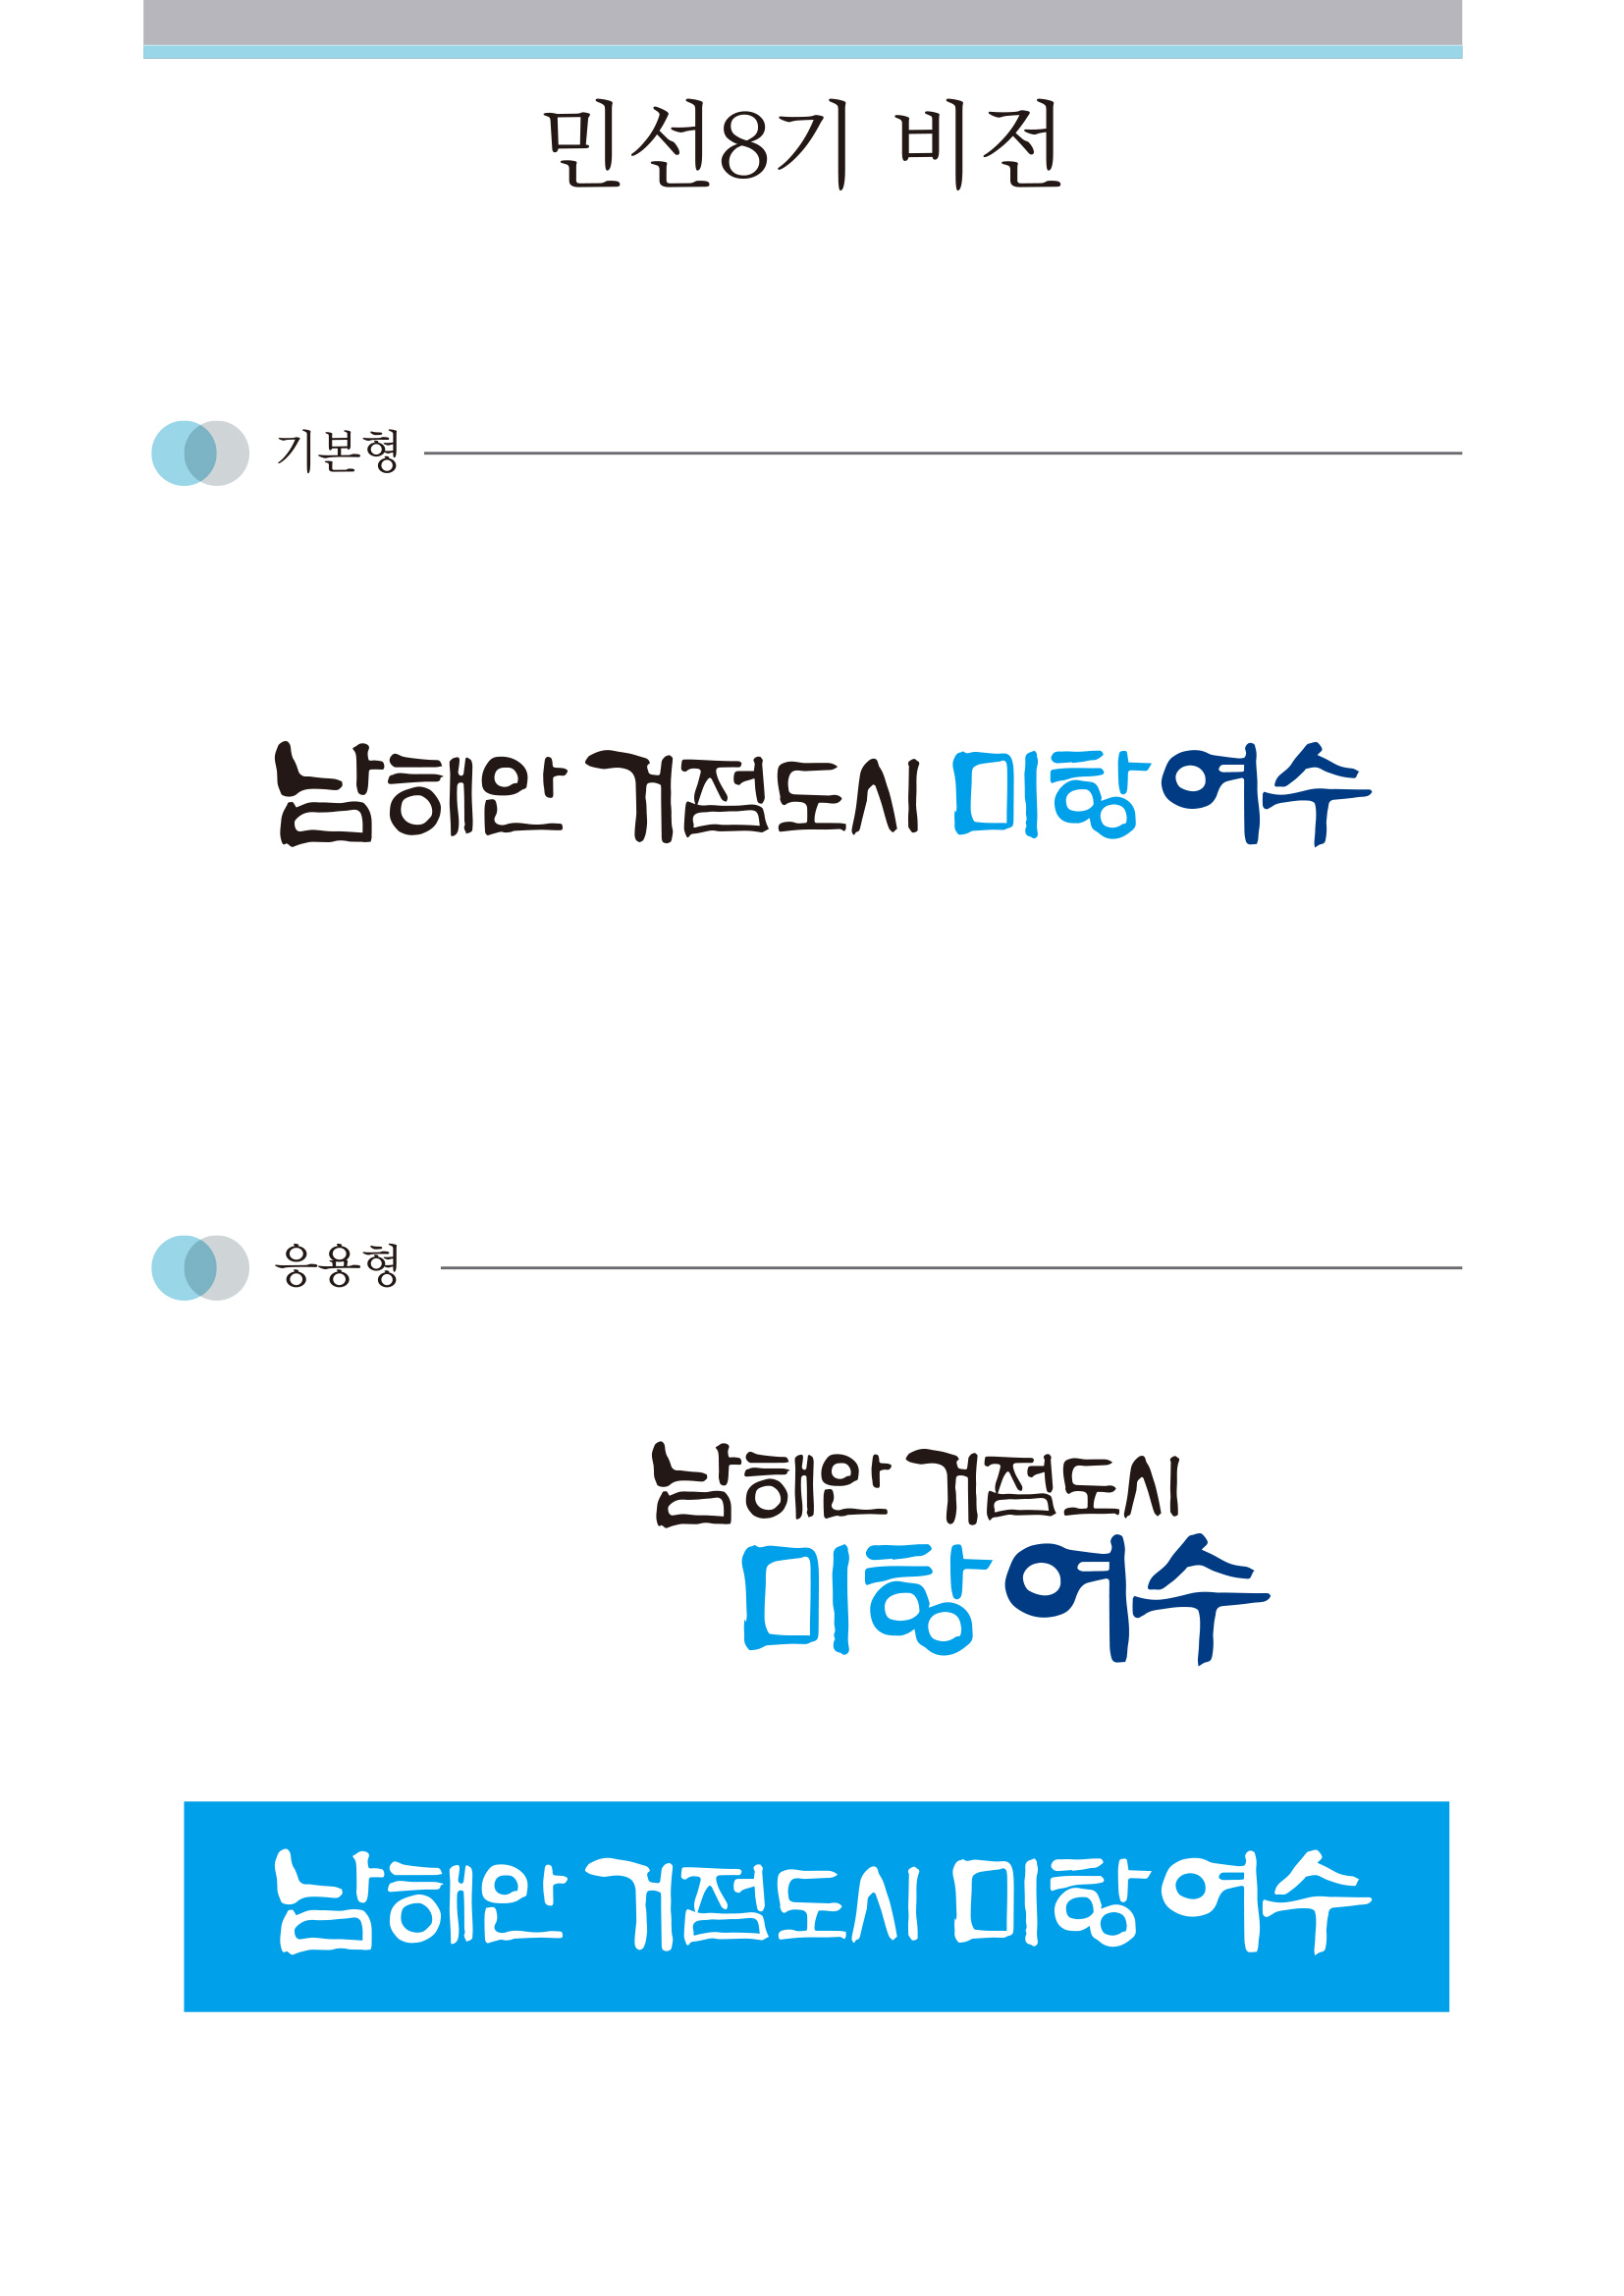 민선8기 비전
기본형
남해안 거점도시 미항여수
응용형
남해안 거점도시
미항여수
남해안 거점도시 미항여수